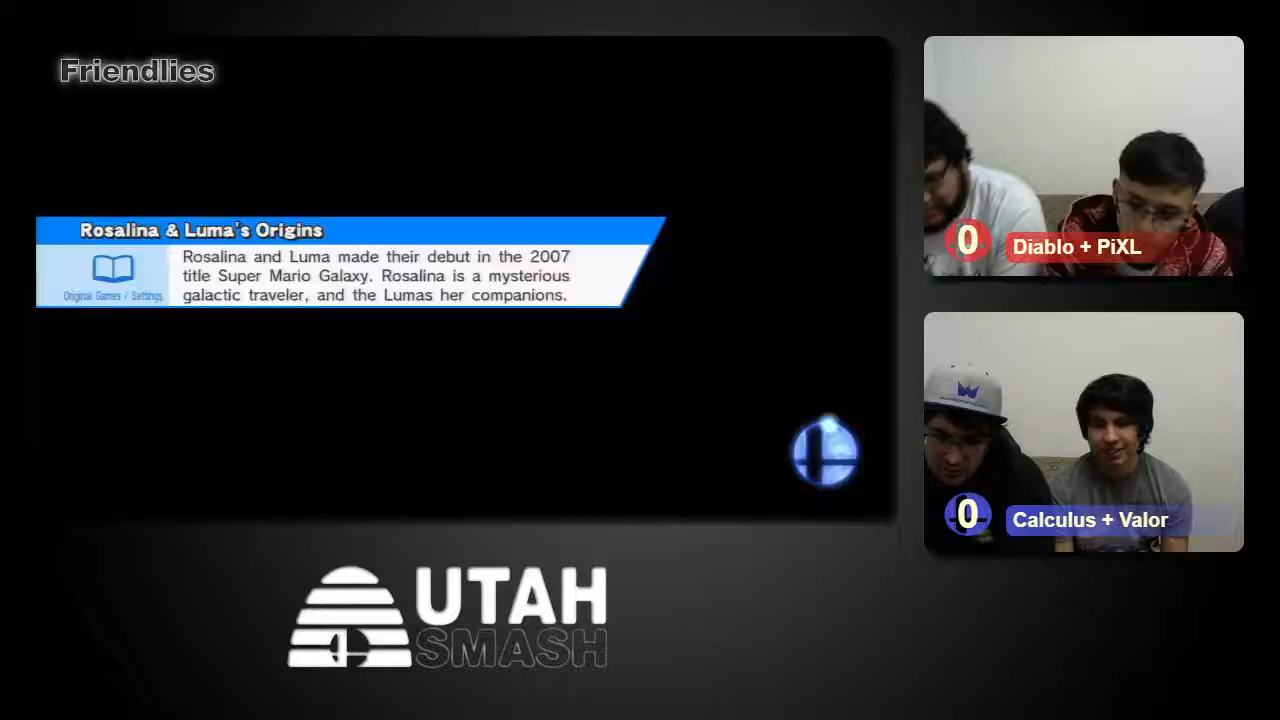 Friendlies
Rosalina & Luma's Origins
Original Games / Settings
Rosalina and Luma made their debut in the 2007
title Super Mario Galaxy. Rosalina is a mysterious
galactic traveler, and the Lumas her companions.
0
Diablo + PiXL
0
Calculus + Valor
UTAH
SMASH